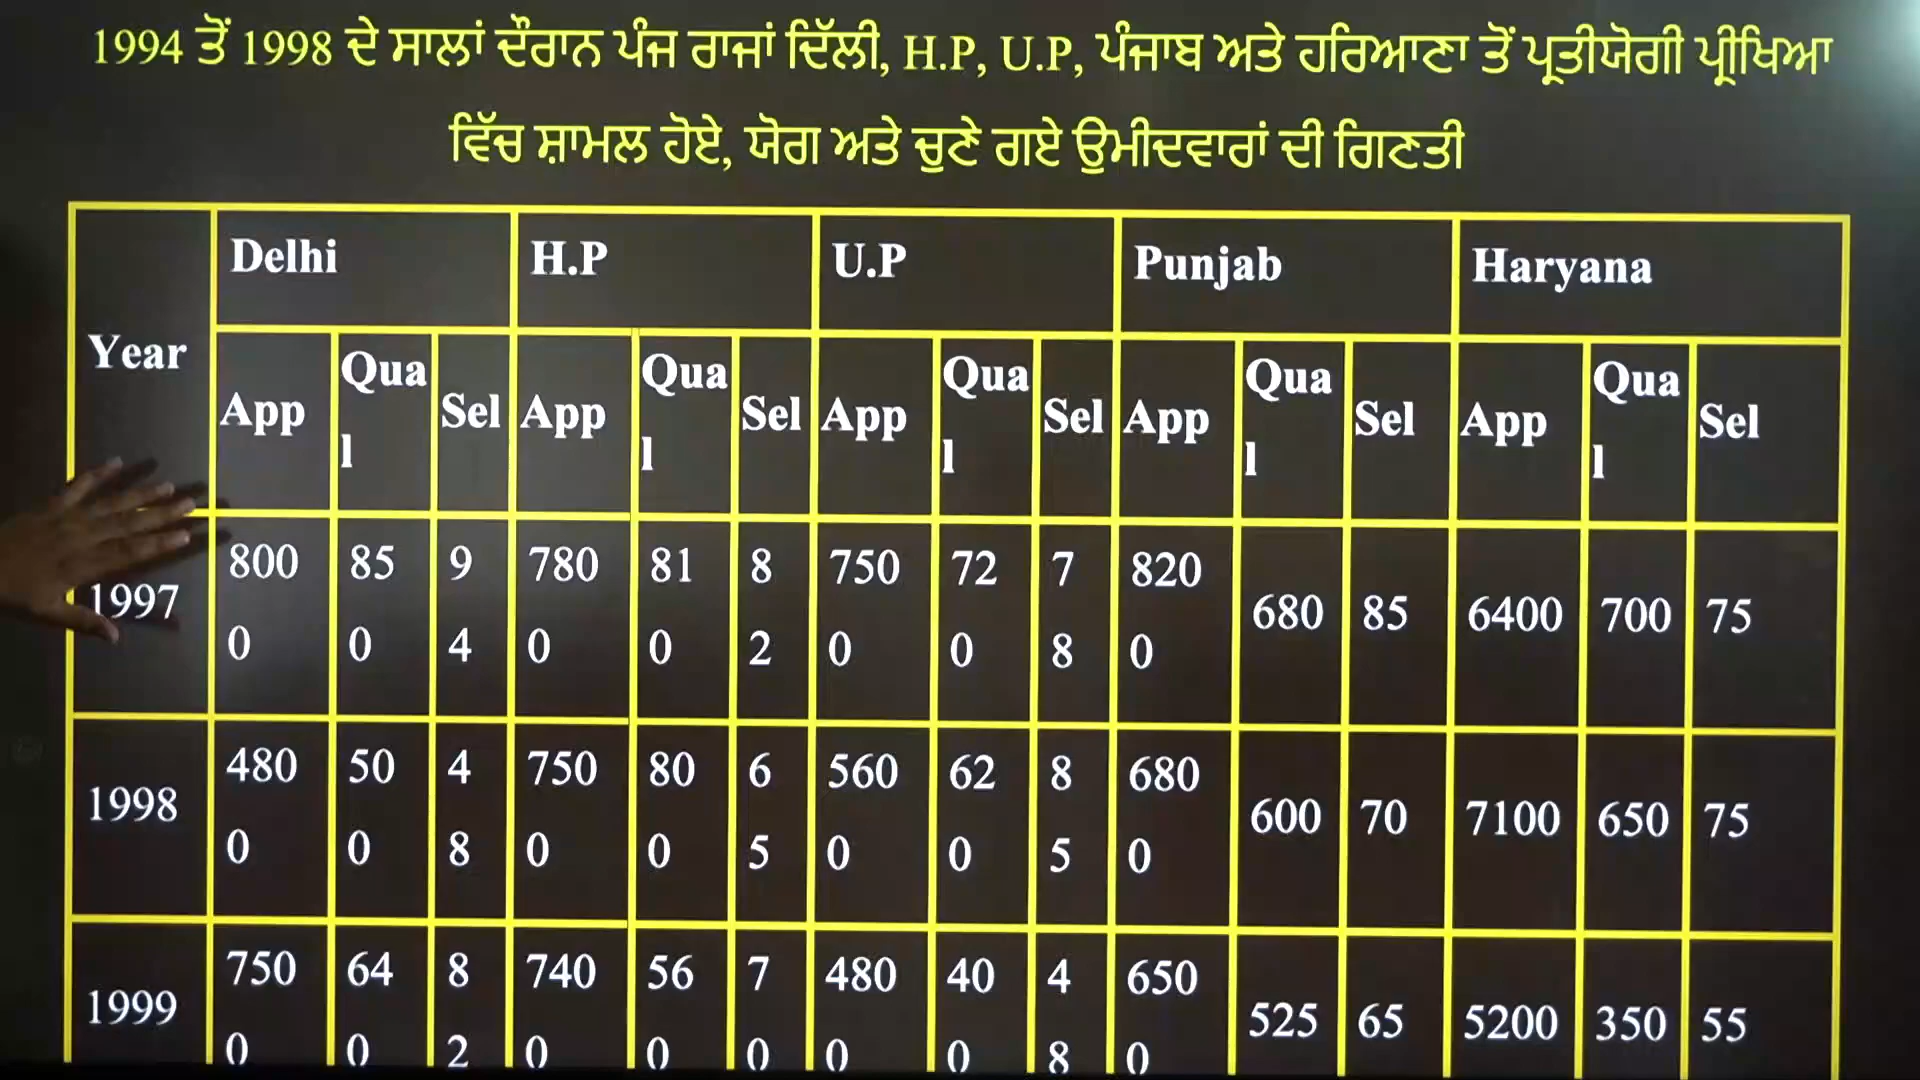 1994 ਤੋਂ 1998 ਦੇ ਸਾਲਾਂ ਦੌਰਾਨ ਪੰਜ ਰਾਜਾਂ ਦਿੱਲੀ, H.P, U.P, ਪੰਜਾਬ ਅਤੇ ਹਰਿਆਣਾ ਤੋਂ ਪ੍ਰਤੀਯੋਗੀ ਪ੍ਰੀਖਿਆ
ਵਿੱਚ ਸ਼ਾਮਲ ਹੋਏ, ਯੋਗ ਅਤੇ ਚੁਣੇ ਗਏ ਉਮੀਦਵਾਰਾਂ ਦੀ ਗਿਣਤੀ
Year Delhi H.P U.P Punjab Haryana
App Qual Sel App Qual Sel App Qual Sel App Qual Sel App Qual Sel
1997 8000 850 94 7800 810 82 7500 720 78 8200 680 85 6400 700 75
1998 4800 500 48 7500 800 65 5600 620 85 6800 600 70 7100 650 75
1999 7500 640 82 7400 560 70 4800 400 48 6500 525 65 5200 350 55